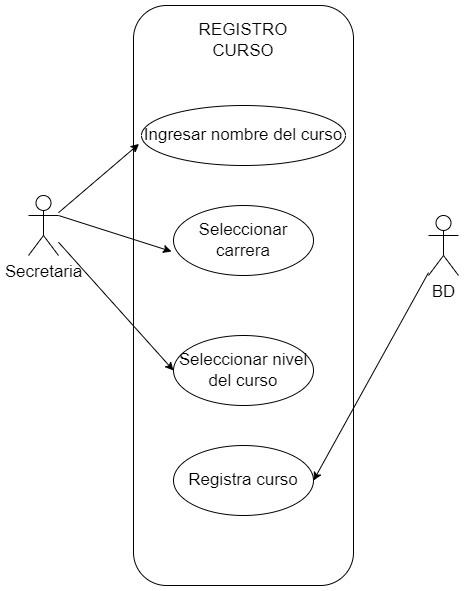 REGISTRO
CURSO
Ingresar nombre del curso
Seleccionar
carrera
Secretaria
BD
Seleccionar nivel
del curso
Registra curso